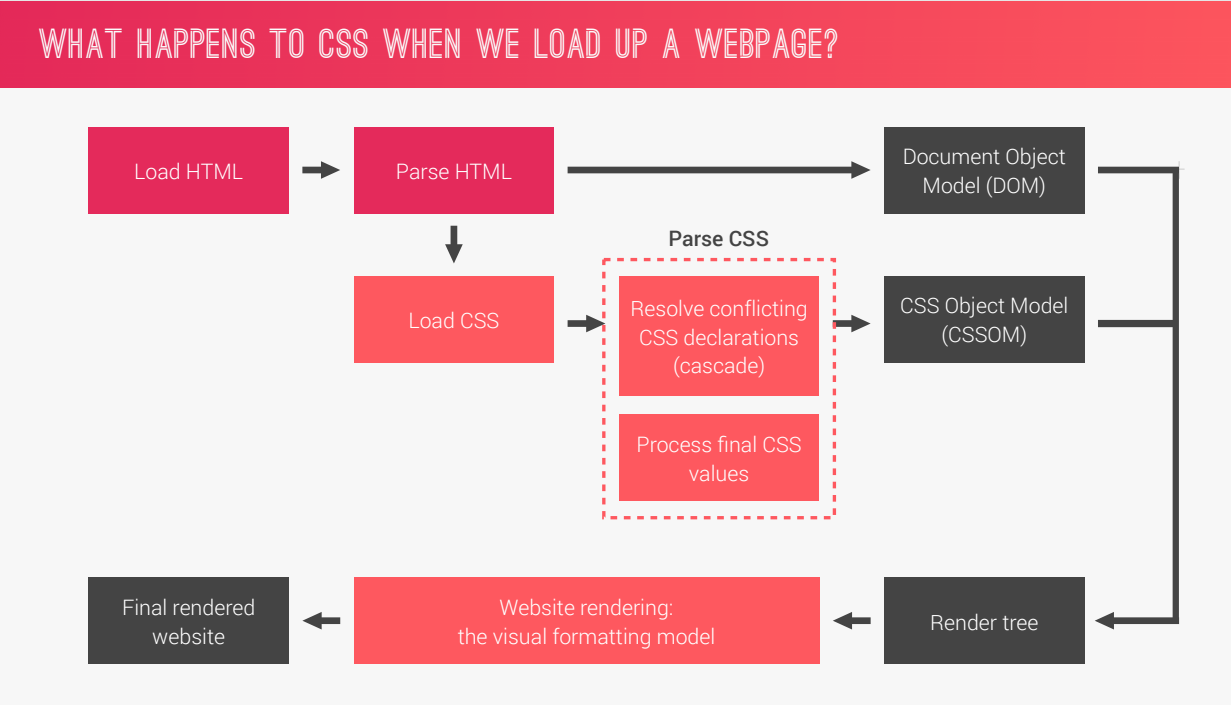 WHAT HAPPENS TO CSS WHEN WE LOAD UP A WEBPAGE?
Load HTML
Parse HTML
Document Object
Model (DOM)
Parse CSS
Load CSS
Resolve conflicting
CSS declarations
(cascade)
CSS Object Model
(CSSOM)
Process final CSS
values
Final rendered
website
Website rendering:
the visual formatting model
Render tree